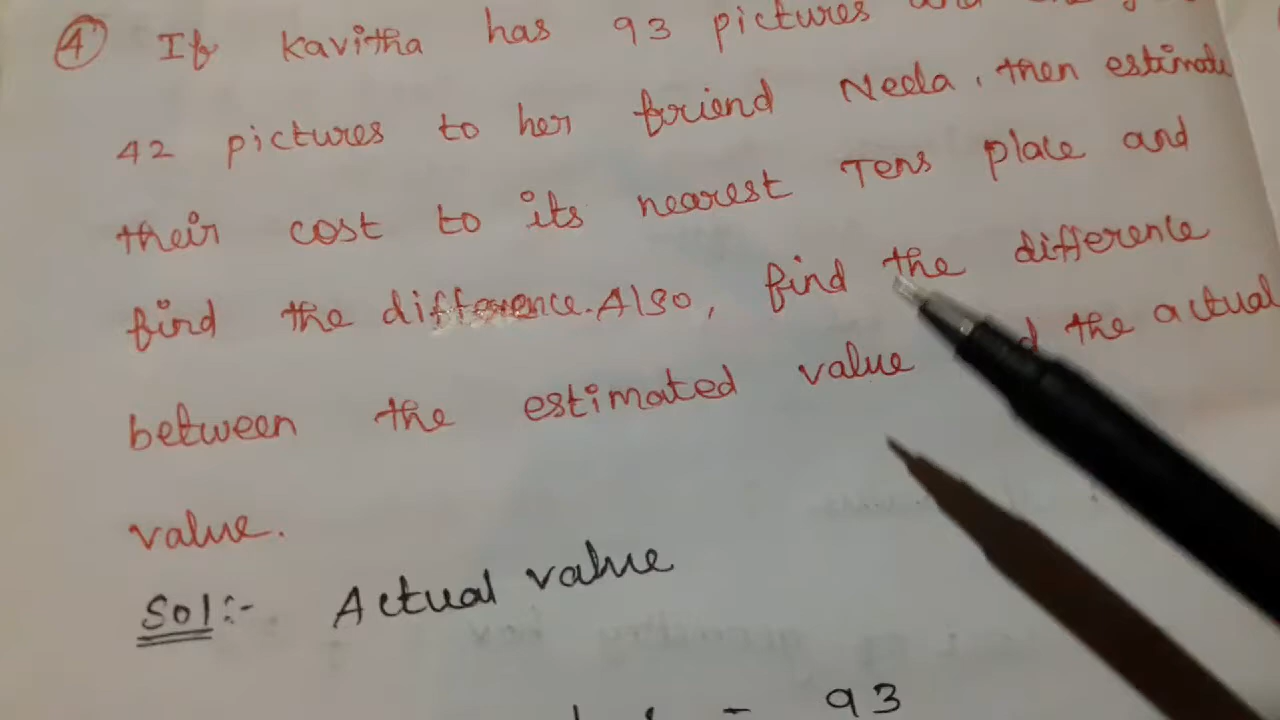 ④ If Kavitha has 93 pictures and
42 pictures to her friend Neela, then estimate
their cost to its nearest Tens place and
find the difference. Also, find the difference
between the estimated value the actual
value.
Sol:- Actual value
= 93